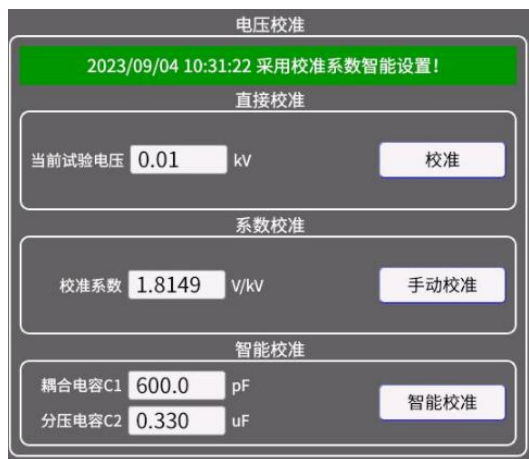 电压校准
2023/09/04 10:31:22 采用校准系数智能设置！
直接校准
当前试验电压 0.01 kV 校准
系数校准
校准系数 1.8149 V/kV 手动校准
智能校准
耦合电容C1 600.0 pF
智能校准
分压电容C2 0.330 uF